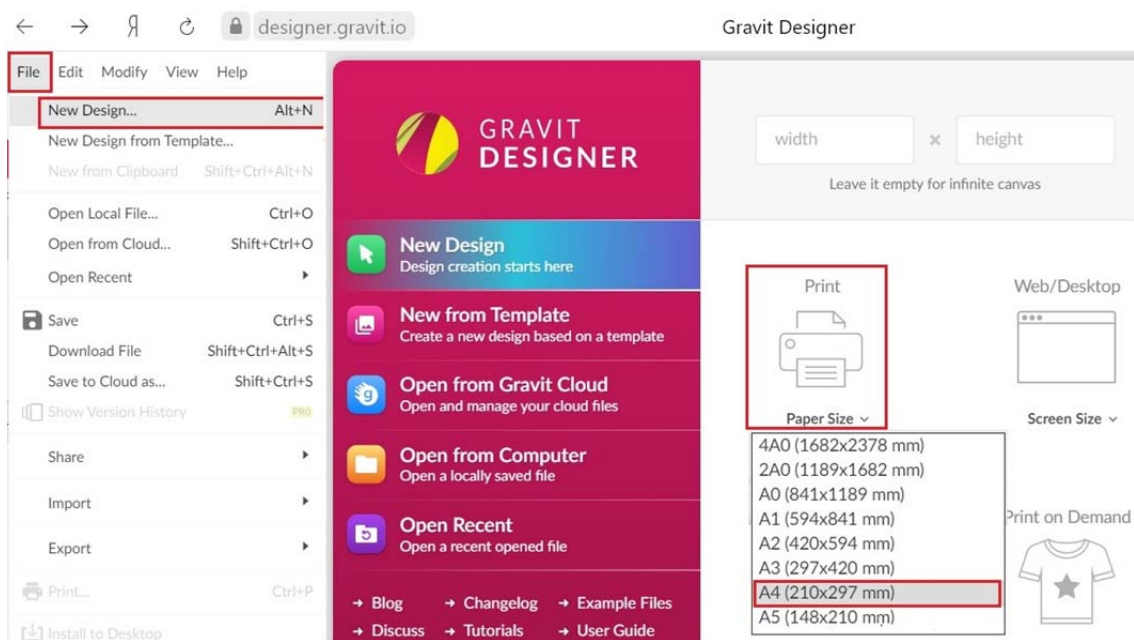 designer.gravit.io
Gravit Designer
File Edit Modify View Help
New Design... Alt+N
New Design from Template...
New from Clipboard Shift+Ctrl+Alt+N
Open Local File... Ctrl+O
Open from Cloud... Shift+Ctrl+O
Open Recent
Save Ctrl+S
Download File Shift+Ctrl+Alt+S
Save to Cloud as... Shift+Ctrl+S
Show Version History PRO
Share
Import
Export
Print... Ctrl+P
Install to Desktop
GRAVIT
DESIGNER
New Design
Design creation starts here
New from Template
Create a new design based on a template
Open from Gravit Cloud
Open and manage your cloud files
Open from Computer
Open a locally saved file
Open Recent
Open a recent opened file
→ Blog → Changelog → Example Files
→ Discuss → Tutorials → User Guide
width × height
Leave it empty for infinite canvas
Print
Paper Size
4A0 (1682x2378 mm)
2A0 (1189x1682 mm)
A0 (841x1189 mm)
A1 (594x841 mm)
A2 (420x594 mm)
A3 (297x420 mm)
A4 (210x297 mm)
A5 (148x210 mm)
Web/Desktop
Screen Size
Print on Demand